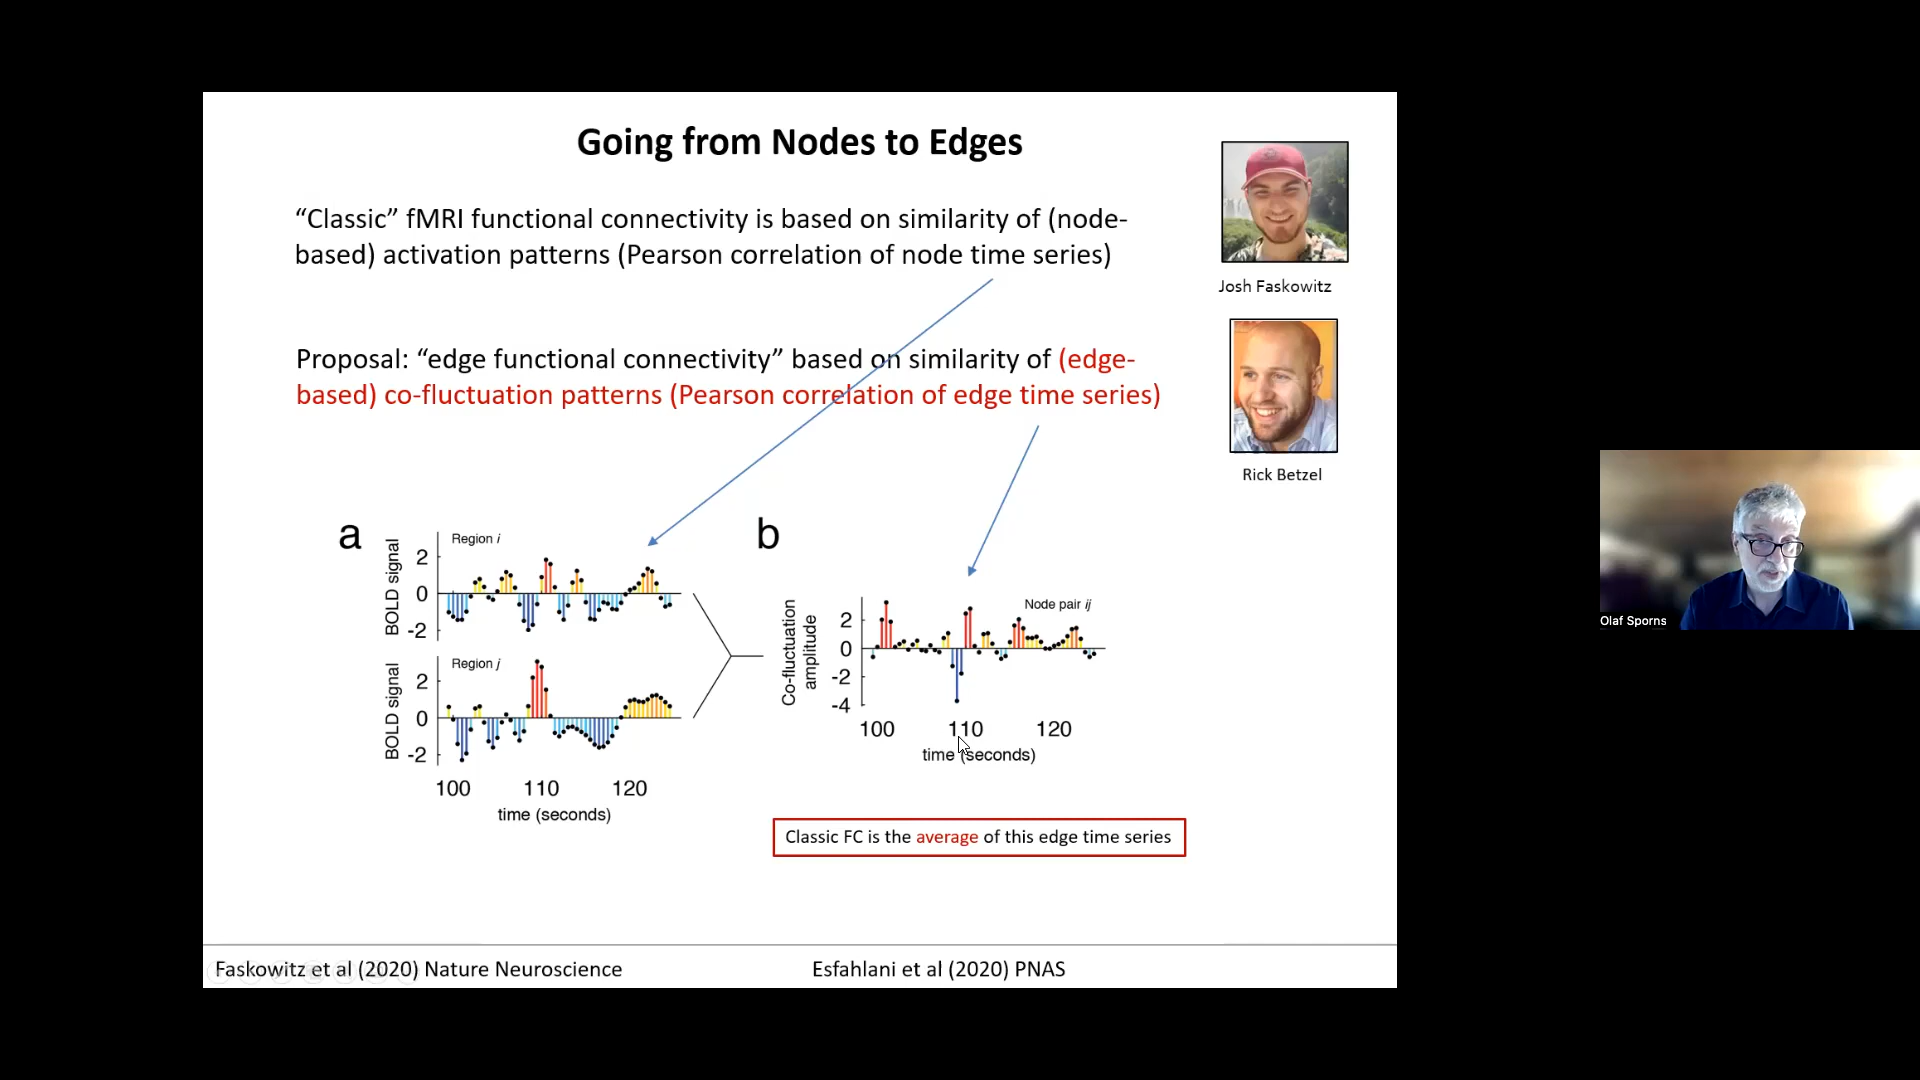 Going from Nodes to Edges
“Classic” fMRI functional connectivity is based on similarity of (node-
based) activation patterns (Pearson correlation of node time series)
Josh Faskowitz
Proposal: “edge functional connectivity” based on similarity of (edge-
based) co-fluctuation patterns (Pearson correlation of edge time series)
Rick Betzel
a
Region i
BOLD signal
2
0
-2
Region j
BOLD signal
2
0
-2
100 110 120
time (seconds)
b
Node pair ij
Co-fluctuation
amplitude
2
0
-2
-4
100 110 120
time (seconds)
Classic FC is the average of this edge time series
Faskowitz et al (2020) Nature Neuroscience
Esfahlani et al (2020) PNAS
Olaf Sporns